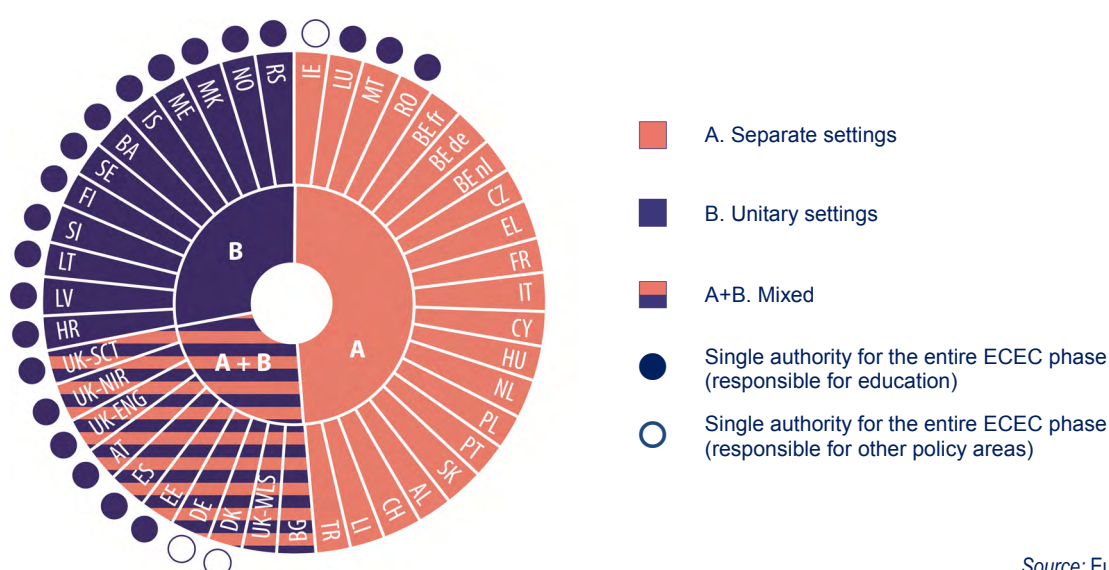 IE
LU
MT
RO
BE fr
BE de
BE nl
CZ
EL
FR
IT
CY
HU
NL
PL
PT
SK
AL
CH
LI
TR
BG
UK-WLS
DK
DE
EE
ES
AT
UK-ENG
UK-NIR
UK-SCT
HR
LV
LT
SI
FI
SE
BA
IS
ME
MK
NO
RS
B
A
A + B
A. Separate settings
B. Unitary settings
A+B. Mixed
Single authority for the entire ECEC phase
(responsible for education)
Single authority for the entire ECEC phase
(responsible for other policy areas)
Source: Eu